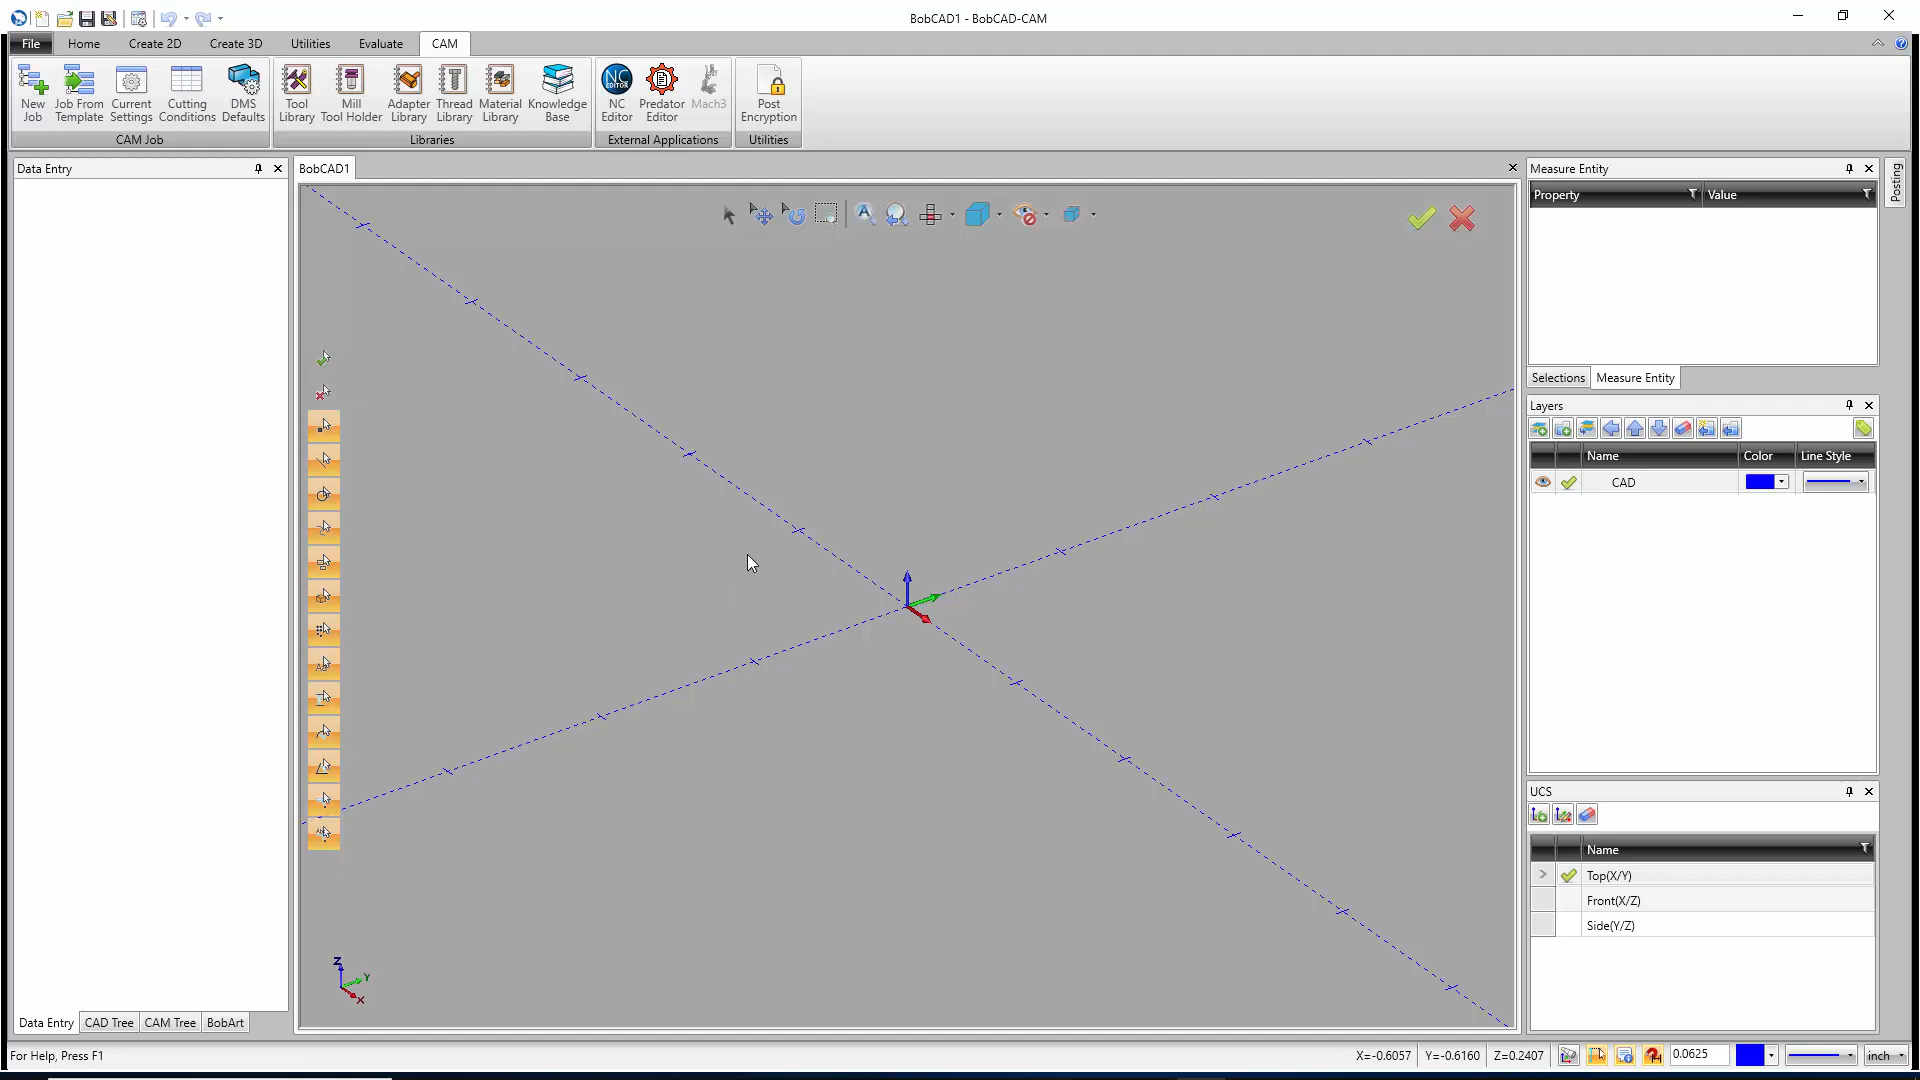 BobCAD1 - BobCAD-CAM
File Home Create 2D Create 3D Utilities Evaluate CAM
New Job
Job From Template
Current Settings
Cutting Conditions
DMS Defaults
CAM Job
Tool Library
Mill Tool Holder
Adapter Library
Thread Library
Material Library
Knowledge Base
Libraries
NC EDITOR
NC Editor
Predator Editor
Mach3
External Applications
Post Encryption
Utilities
Data Entry
BobCAD1
Measure Entity
Posting
Property Value
Selections Measure Entity
Layers
Name Color Line Style
CAD
UCS
Name
Top(X/Y)
Front(X/Z)
Side(Y/Z)
Z
Y
X
Data Entry CAD Tree CAM Tree BobArt
For Help, Press F1
X=-0.6057 Y=-0.6160 Z=0.2407 0.0625 inch